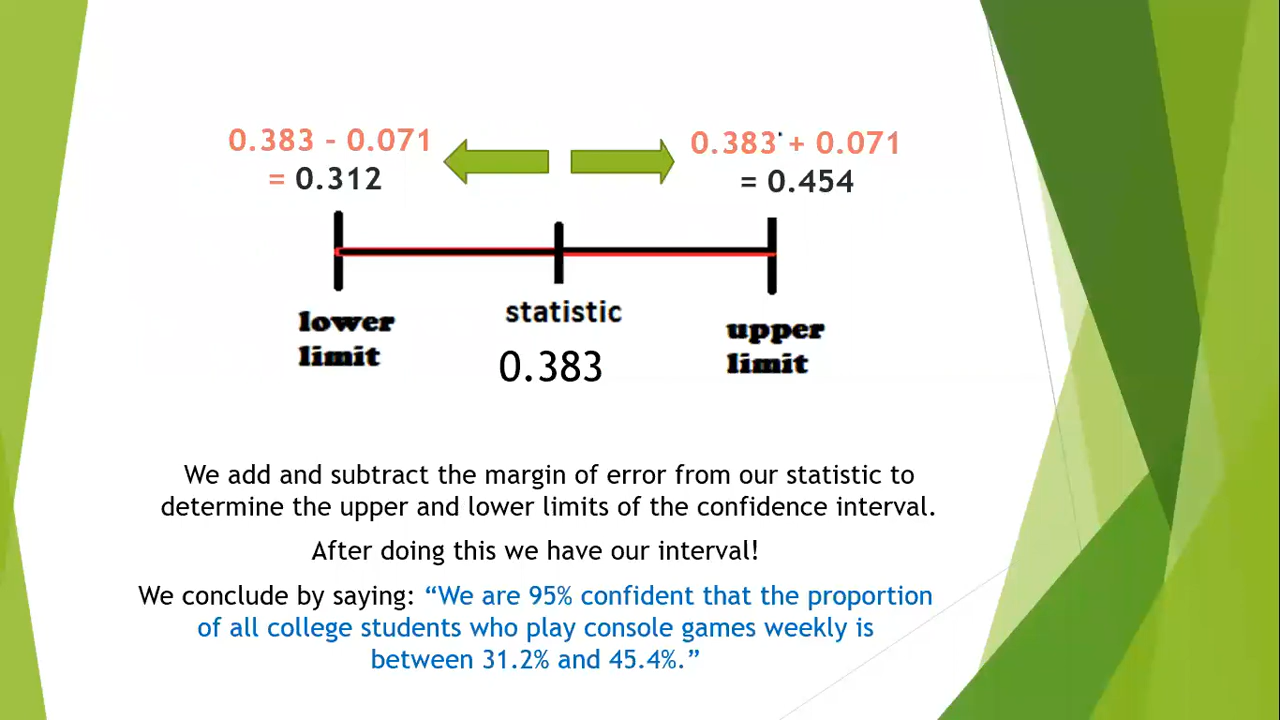 0.383 – 0.071
= 0.312
0.383 + 0.071
= 0.454
lower
limit
statistic
0.383
upper
limit
We add and subtract the margin of error from our statistic to
determine the upper and lower limits of the confidence interval.
After doing this we have our interval!
We conclude by saying: “We are 95% confident that the proportion
of all college students who play console games weekly is
between 31.2% and 45.4%.”